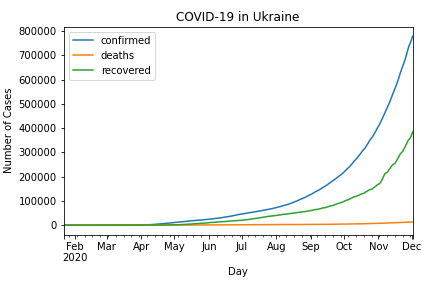 COVID-19 in Ukraine
Number of Cases
800000
700000
600000
500000
400000
300000
200000
100000
0
confirmed
deaths
recovered
Feb Mar Apr May Jun Jul Aug Sep Oct Nov Dec
2020
Day